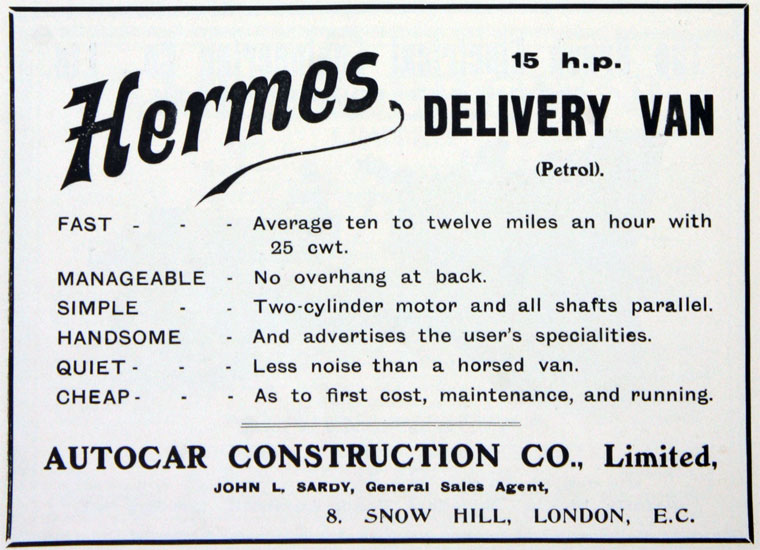 Hermes
15 h.p.
DELIVERY VAN
(Petrol).
FAST - - - Average ten to twelve miles an hour with
25 cwt.
MANAGEABLE - No overhang at back.
SIMPLE - - Two-cylinder motor and all shafts parallel.
HANDSOME - And advertises the user's specialities.
QUIET - - - Less noise than a horsed van.
CHEAP - - - As to first cost, maintenance, and running.
AUTOCAR CONSTRUCTION CO., Limited,
JOHN L. SARDY, General Sales Agent,
8. SNOW HILL, LONDON, E.C.